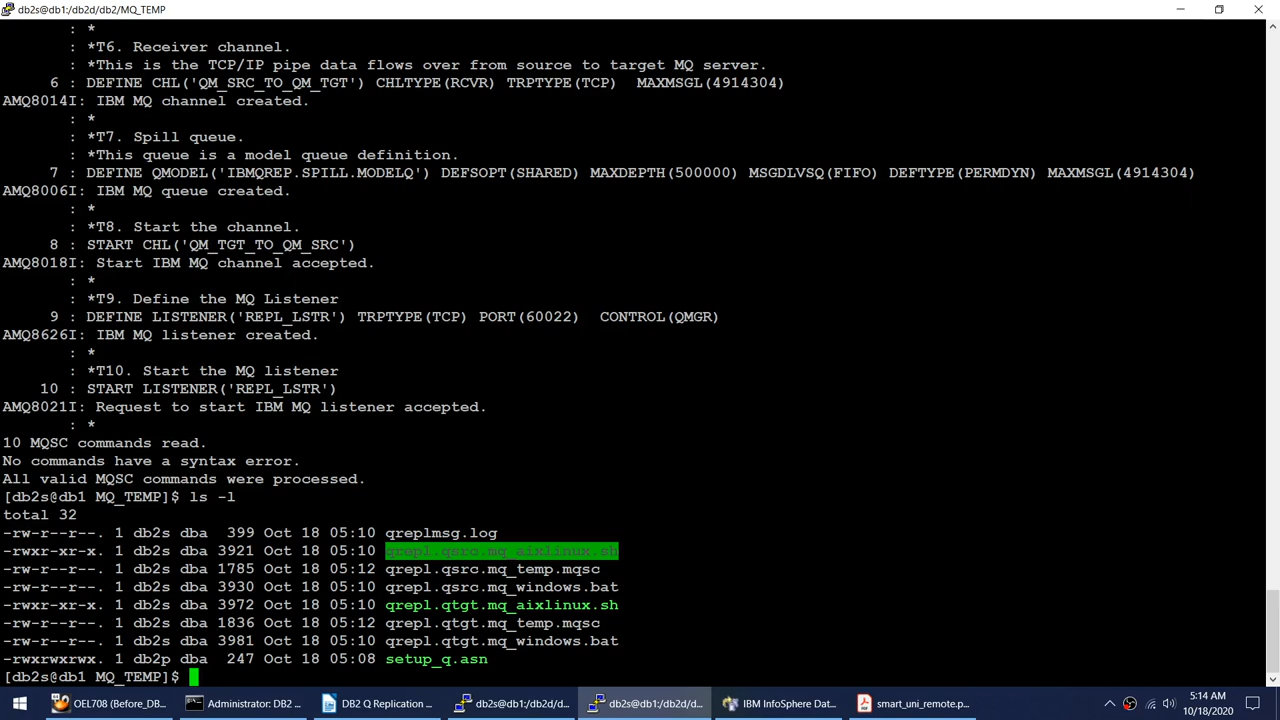 db2s@db1:/db2d/db2/MQ_TEMP
: *
: *T6. Receiver channel.
: *This is the TCP/IP pipe data flows over from source to target MQ server.
6 : DEFINE CHL('QM_SRC_TO_QM_TGT') CHLTYPE(RCVR) TRPTYPE(TCP)  MAXMSGL(4914304)
AMQ8014I: IBM MQ channel created.
: *
: *T7. Spill queue.
: *This queue is a model queue definition.
7 : DEFINE QMODEL('IBMQREP.SPILL.MODELQ') DEFSOPT(SHARED) MAXDEPTH(500000) MSGDLVSQ(FIFO) DEFTYPE(PERMDYN) MAXMSGL(4914304)
AMQ8006I: IBM MQ queue created.
: *
: *T8. Start the channel.
8 : START CHL('QM_TGT_TO_QM_SRC')
AMQ8018I: Start IBM MQ channel accepted.
: *
: *T9. Define the MQ Listener
9 : DEFINE LISTENER('REPL_LSTR') TRPTYPE(TCP) PORT(60022)  CONTROL(QMGR)
AMQ8626I: IBM MQ listener created.
: *
: *T10. Start the MQ listener
10 : START LISTENER('REPL_LSTR')
AMQ8021I: Request to start IBM MQ listener accepted.
: *
10 MQSC commands read.
No commands have a syntax error.
All valid MQSC commands were processed.
[db2s@db1 MQ_TEMP]$ ls -l
total 32
-rw-r--r--. 1 db2s dba  399 Oct 18 05:10 qreplmsg.log
-rwxr-xr-x. 1 db2s dba 3921 Oct 18 05:10 qrepl.qsrc.mq_aixlinux.sh
-rw-r--r--. 1 db2s dba 1785 Oct 18 05:12 qrepl.qsrc.mq_temp.mqsc
-rw-r--r--. 1 db2s dba 3930 Oct 18 05:10 qrepl.qsrc.mq_windows.bat
-rwxr-xr-x. 1 db2s dba 3972 Oct 18 05:10 qrepl.qtgt.mq_aixlinux.sh
-rw-r--r--. 1 db2s dba 1836 Oct 18 05:12 qrepl.qtgt.mq_temp.mqsc
-rw-r--r--. 1 db2s dba 3981 Oct 18 05:10 qrepl.qtgt.mq_windows.bat
-rwxrwxrwx. 1 db2p dba  247 Oct 18 05:08 setup_q.asn
[db2s@db1 MQ_TEMP]$
OEL708 (Before_DB... Administrator: DB2 ... DB2 Q Replication ... db2s@db1:/db2d/d... db2s@db1:/db2d/d... IBM InfoSphere Dat... smart_uni_remote.p... 5:14 AM
10/18/2020